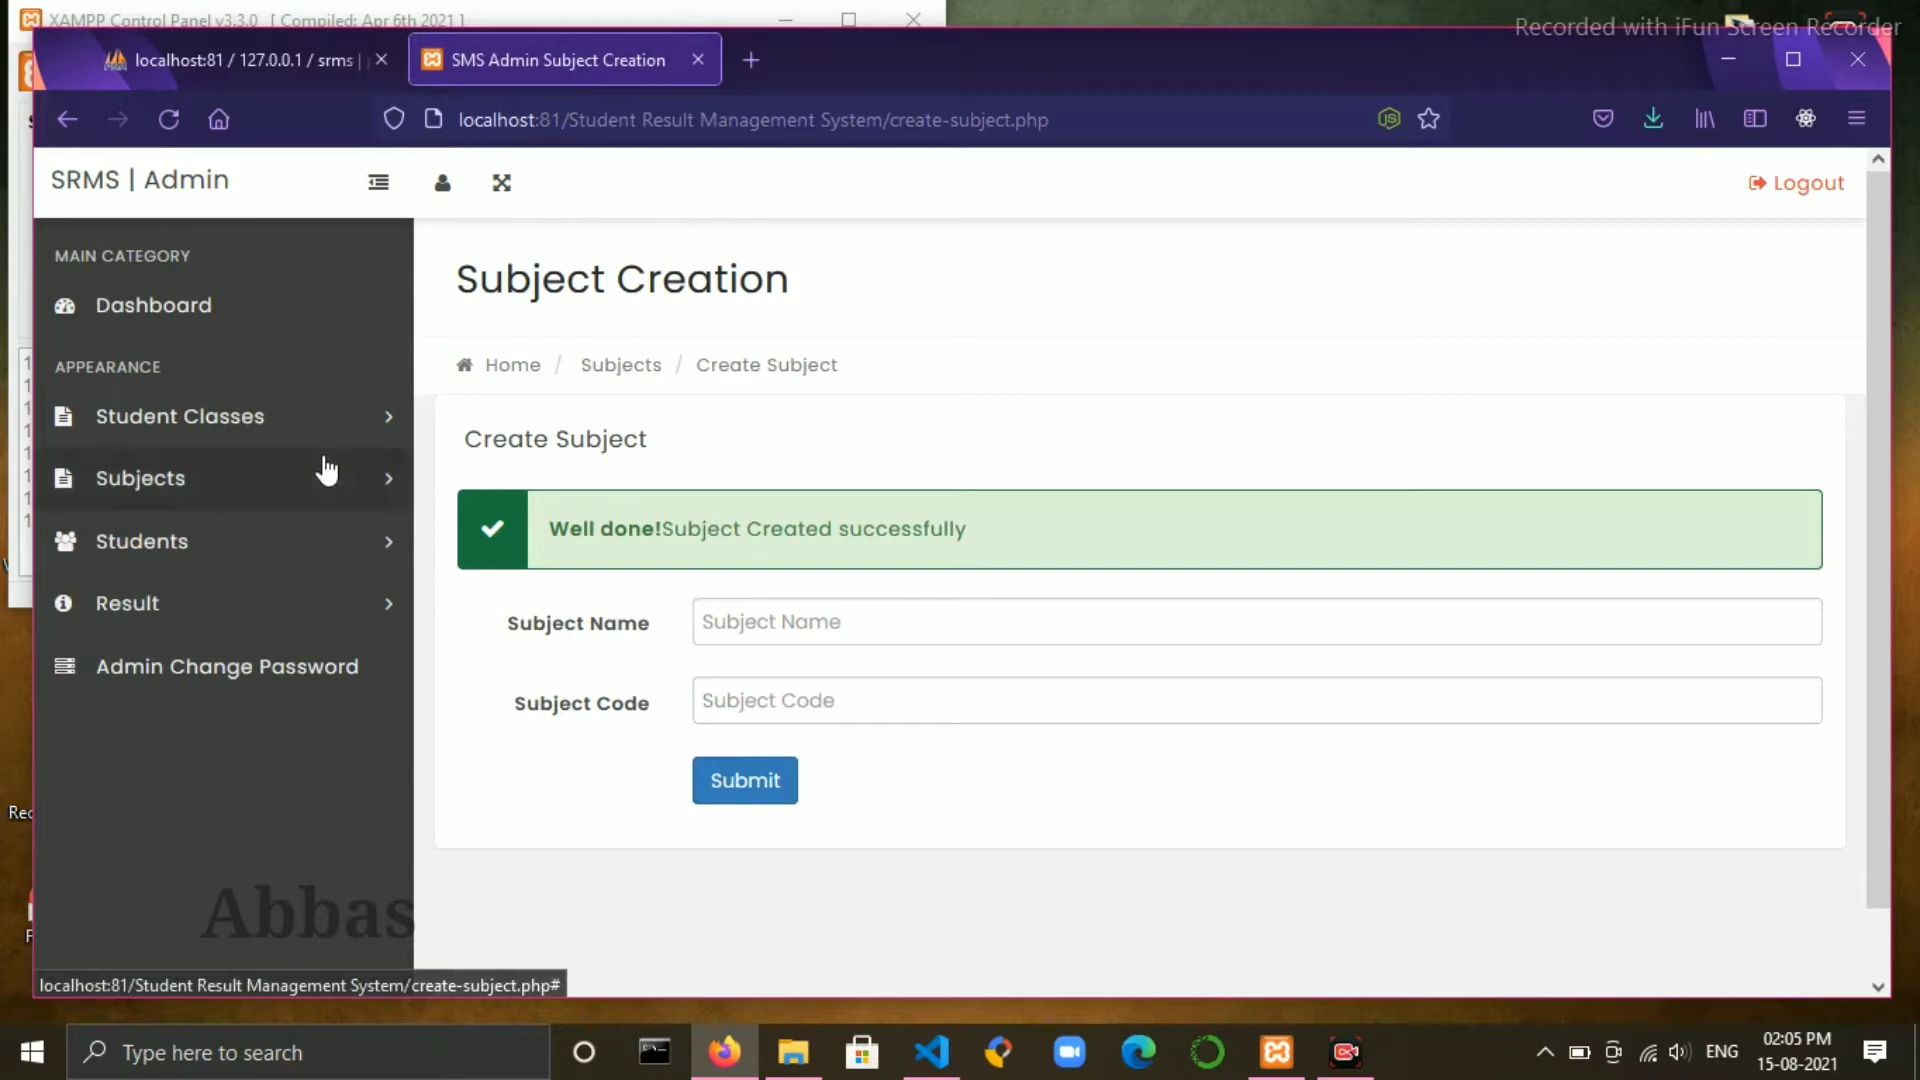 XAMPP Control Panel v3.3.0 [ Compiled: Apr 6th 2021 ]
Recorded with iFun Screen Recorder
localhost:81 / 127.0.0.1 / srms |
SMS Admin Subject Creation
localhost:81/Student Result Management System/create-subject.php
SRMS | Admin
Logout
MAIN CATEGORY
Dashboard
APPEARANCE
Student Classes
Subjects
Students
Result
Admin Change Password
Subject Creation
Home / Subjects / Create Subject
Create Subject
Well done!Subject Created successfully
Subject Name
Subject Name
Subject Code
Subject Code
Submit
Rec
Abbas
localhost:81/Student Result Management System/create-subject.php#
Type here to search
ENG
02:05 PM
15-08-2021